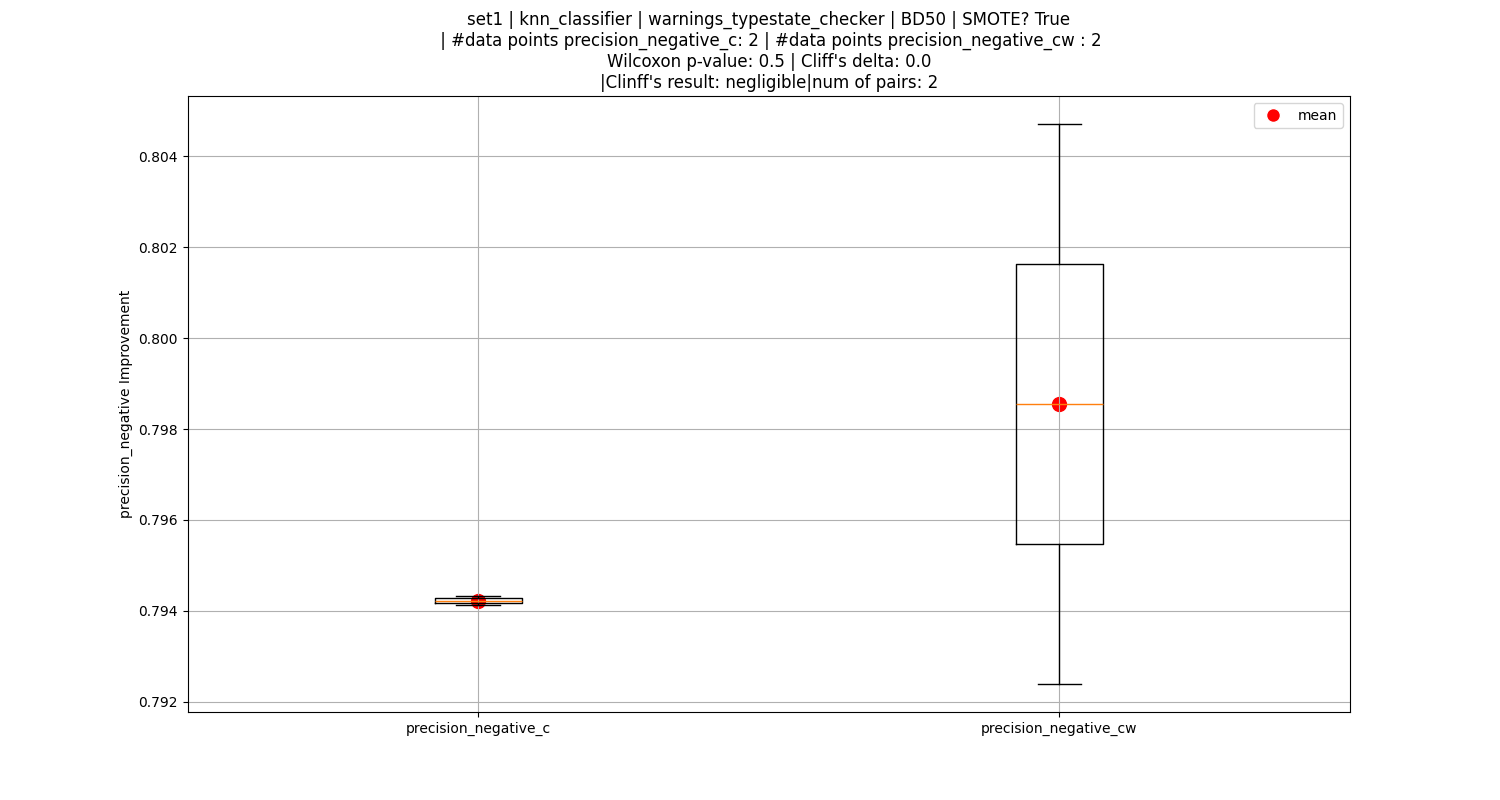 set1 | knn_classifier | warnings_typestate_checker | BD50 | SMOTE? True
| #data points precision_negative_c: 2 | #data points precision_negative_cw : 2
Wilcoxon p-value: 0.5 | Cliff's delta: 0.0
|Clinff's result: negligible|num of pairs: 2
mean
0.804
0.802
0.800
0.798
0.796
0.794
0.792
precision_negative Improvement
precision_negative_c
precision_negative_cw